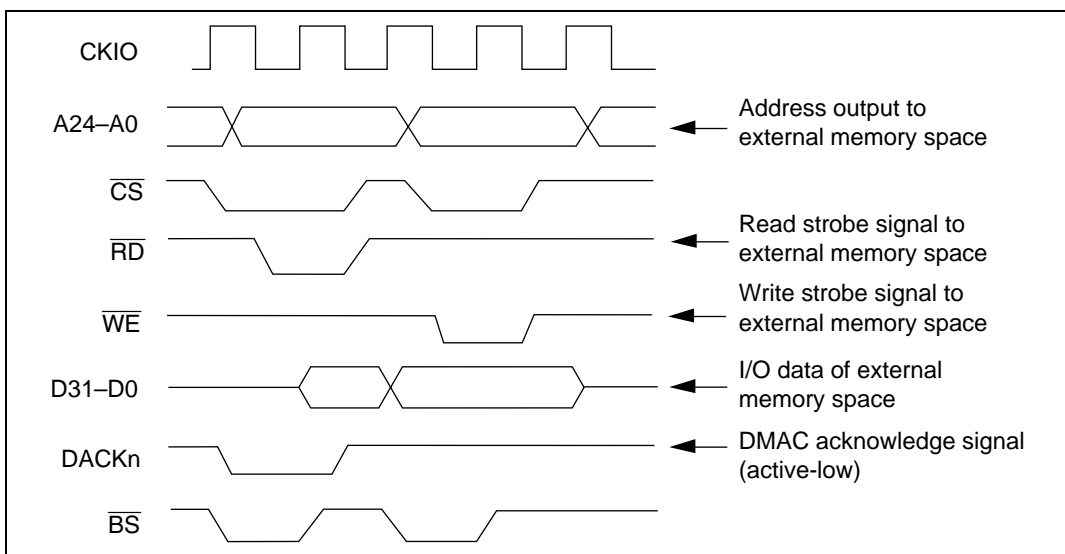 CKIO
A24–A0
Address output to
external memory space
CS
RD
Read strobe signal to
external memory space
WE
Write strobe signal to
external memory space
D31–D0
I/O data of external
memory space
DACKn
DMAC acknowledge signal
(active-low)
BS